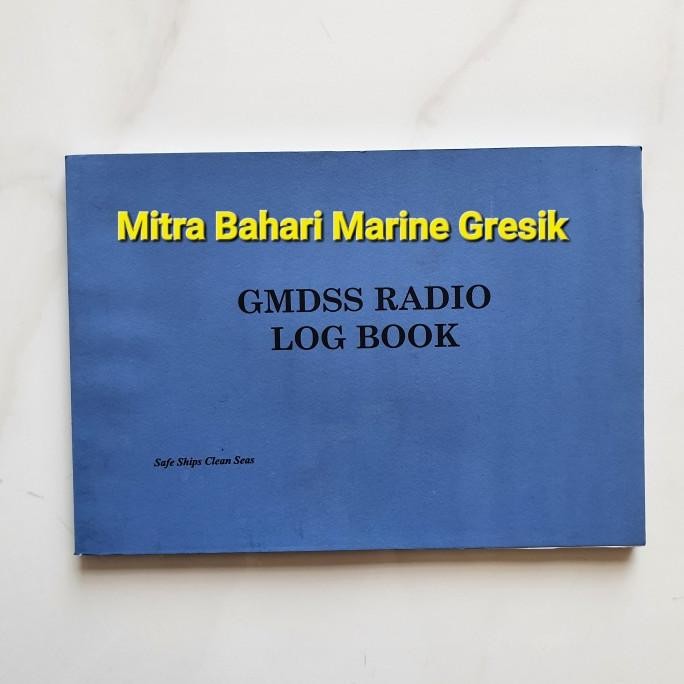 Mitra Bahari Marine Gresik
GMDSS RADIO
LOG BOOK
Safe Ships Clean Seas